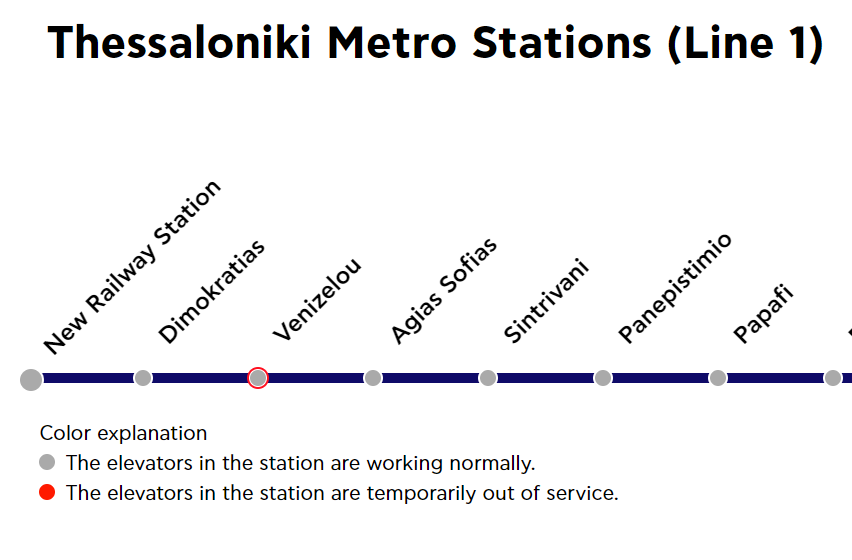 Thessaloniki Metro Stations (Line 1)
New Railway Station
Dimokratias
Venizelou
Agias Sofias
Sintrivani
Panepistimio
Papafi
Color explanation
The elevators in the station are working normally.
The elevators in the station are temporarily out of service.